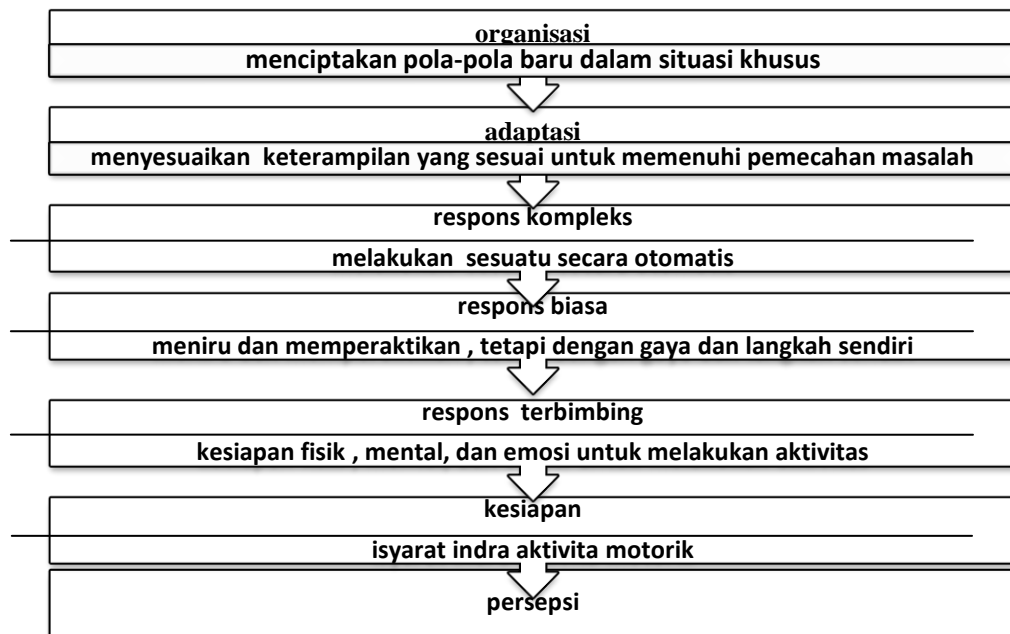 organisasi
menciptakan pola-pola baru dalam situasi khusus
adaptasi
menyesuaikan keterampilan yang sesuai untuk memenuhi pemecahan masalah
respons kompleks
melakukan sesuatu secara otomatis
respons biasa
meniru dan memperaktikan , tetapi dengan gaya dan langkah sendiri
respons terbimbing
kesiapan fisik , mental, dan emosi untuk melakukan aktivitas
kesiapan
isyarat indra aktivita motorik
persepsi